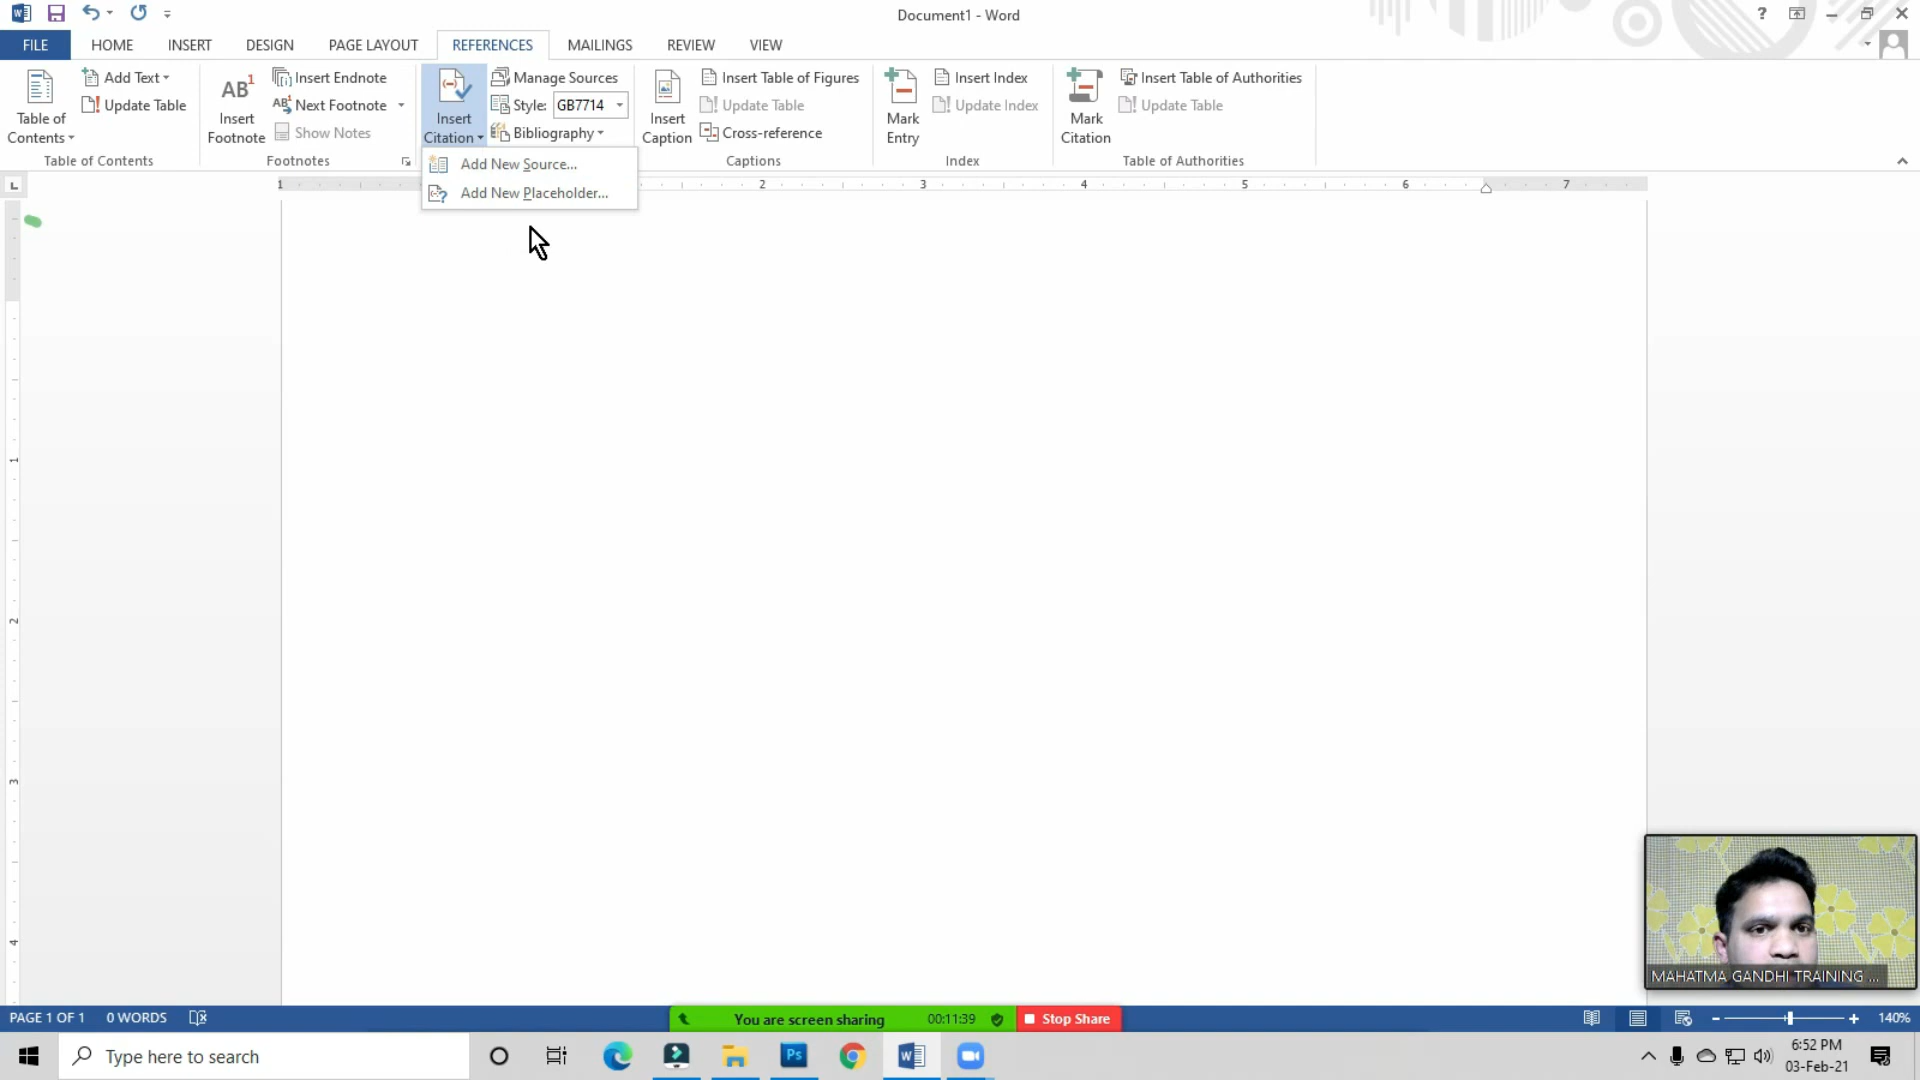 Document1 - Word
FILE HOME INSERT DESIGN PAGE LAYOUT REFERENCES MAILINGS REVIEW VIEW
Table of Contents
Add Text
Update Table
Table of Contents
AB1 Insert Footnote
Insert Endnote
Next Footnote
Show Notes
Footnotes
Insert Citation
Manage Sources
Style: GB7714
Bibliography
Add New Source...
Add New Placeholder...
Insert Caption
Insert Table of Figures
Update Table
Cross-reference
Captions
Mark Entry
Insert Index
Update Index
Index
Mark Citation
Insert Table of Authorities
Update Table
Table of Authorities
1 2 3 4 5 6 7
1
2
3
4
MAHATMA GANDHI TRAINING ...
PAGE 1 OF 1 0 WORDS
You are screen sharing 00:11:39 Stop Share
140%
Type here to search
Ps
6:52 PM
03-Feb-21